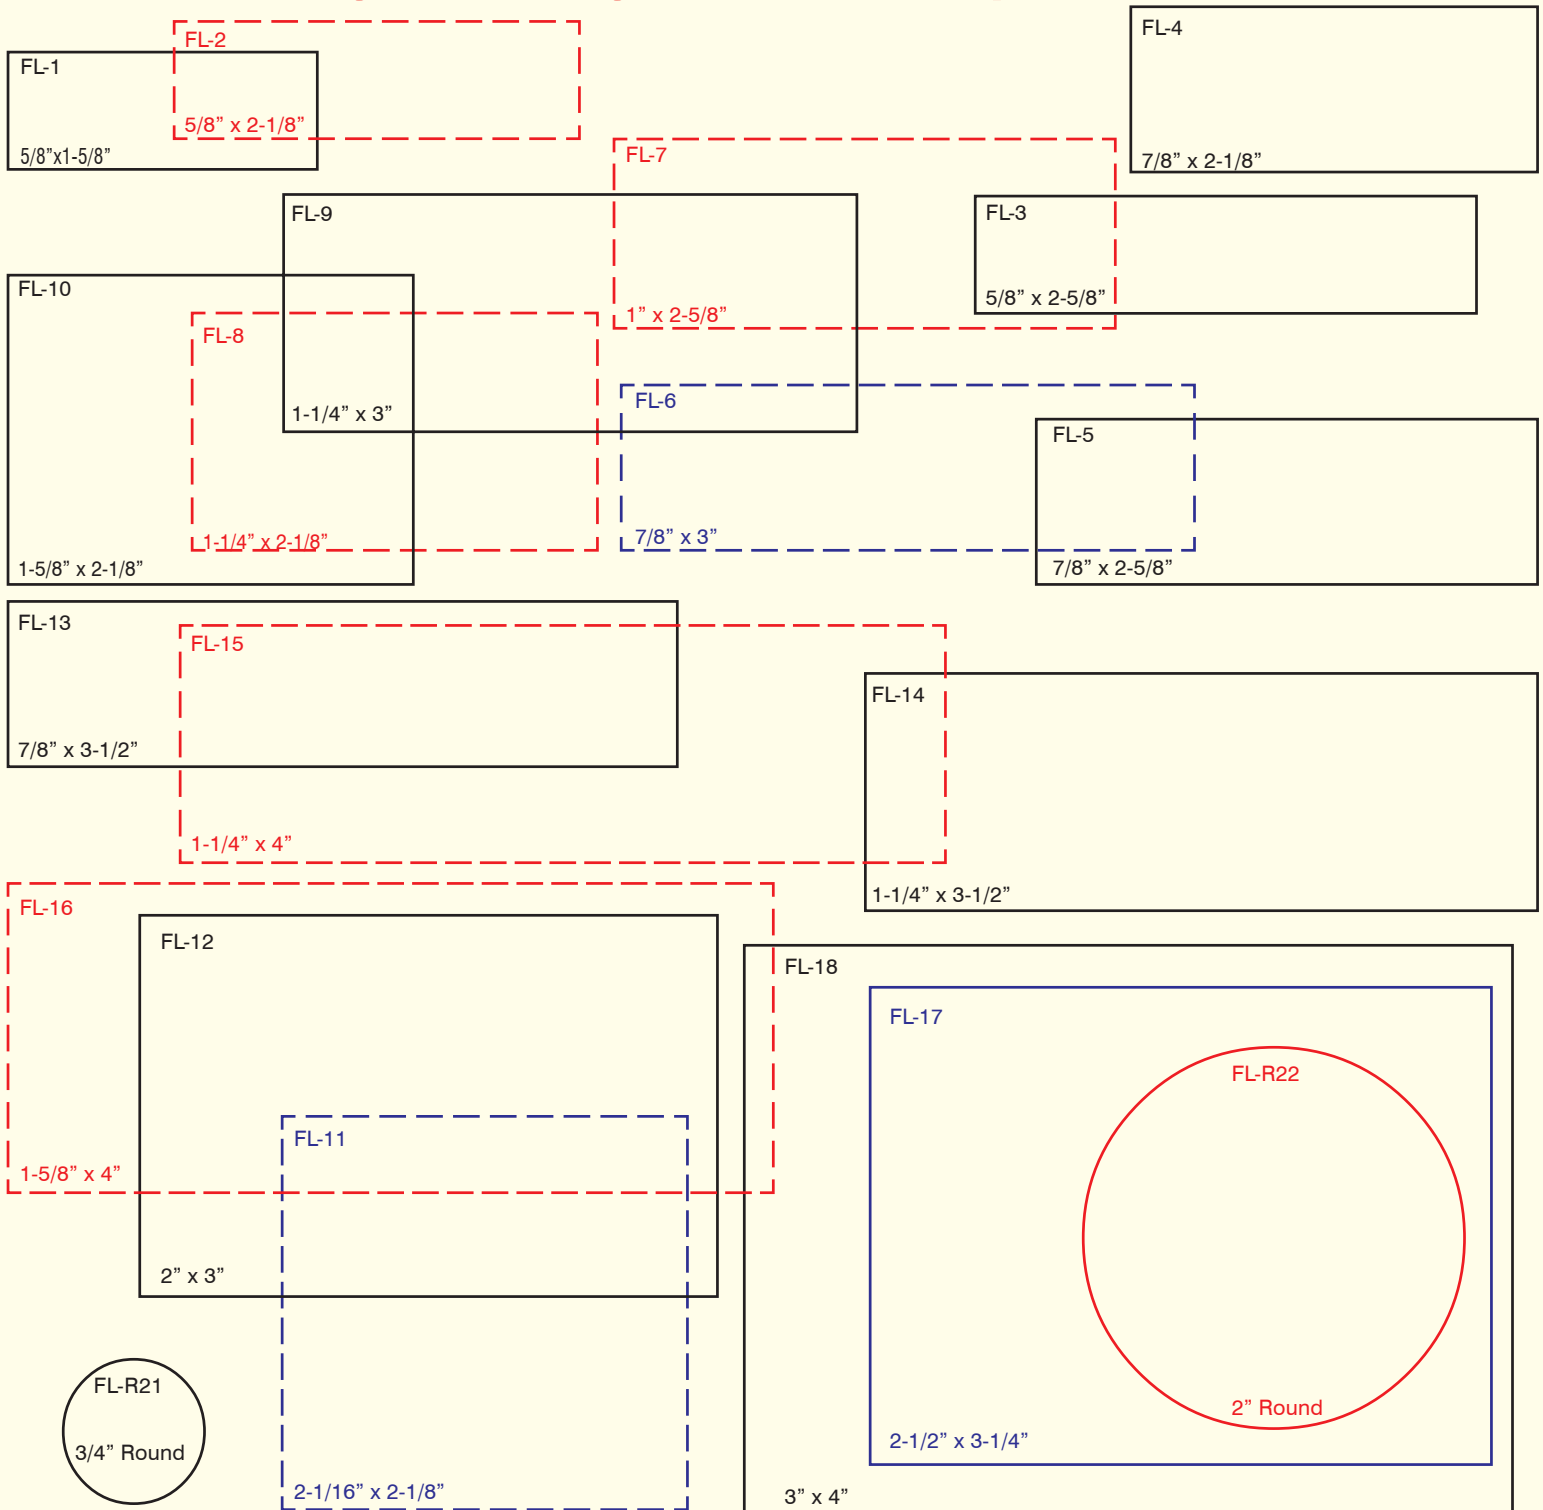 FL-2
5/8” x 2-1/8”
FL-1
5/8”x1-5/8”
FL-4
7/8” x 2-1/8”
FL-7
1” x 2-5/8”
FL-9
1-1/4” x 3”
FL-3
5/8” x 2-5/8”
FL-10
1-5/8” x 2-1/8”
FL-8
1-1/4” x 2-1/8”
FL-6
7/8” x 3”
FL-5
7/8” x 2-5/8”
FL-13
7/8” x 3-1/2”
FL-15
1-1/4” x 4”
FL-14
1-1/4” x 3-1/2”
FL-16
1-5/8” x 4”
FL-12
2” x 3”
FL-11
2-1/16” x 2-1/8”
FL-18
3” x 4”
FL-17
2-1/2” x 3-1/4”
FL-R22
2” Round
FL-R21
3/4” Round